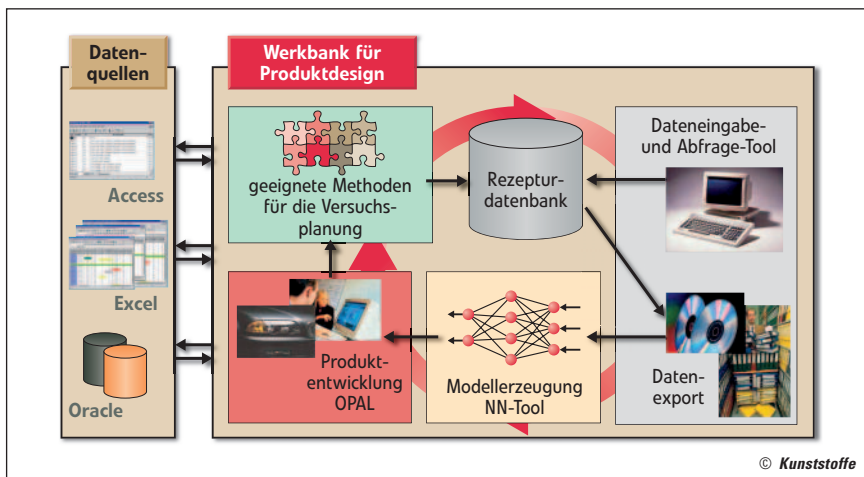 Daten-
quellen
Access
Excel
Oracle
Werkbank für
Produktdesign
geeignete Methoden
für die Versuchs-
planung
Rezeptur-
datenbank
Dateneingabe-
und Abfrage-Tool
Produkt-
entwicklung
OPAL
Modellerzeugung
NN-Tool
Daten-
export
© Kunststoffe